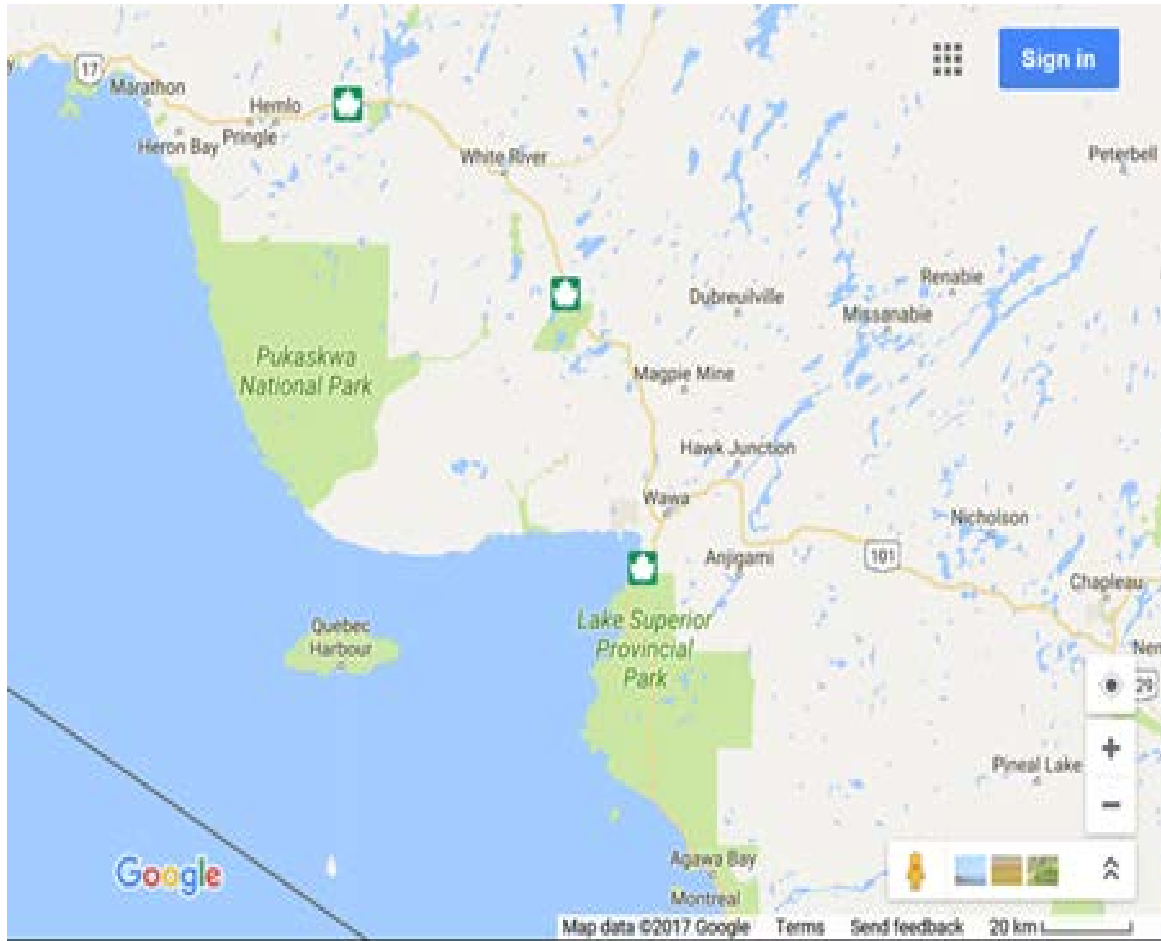 y
17
Marathon
Hemlo
Heron Bay
Pringle
White River
Sign in
Peterbell
Dubreuilville
Renabie
Missanabie
Pukaskwa
National Park
Magpie Mine
Hawk Junction
Wawa
Nicholson
Anjigami
101
Chapleau
Quebec
Harbour
Lake Superior
Provincial
Park
Nem
29
Pineal Lake
Agawa Bay
Montreal
Google
Map data ©2017 Google Terms Send feedback 20 km